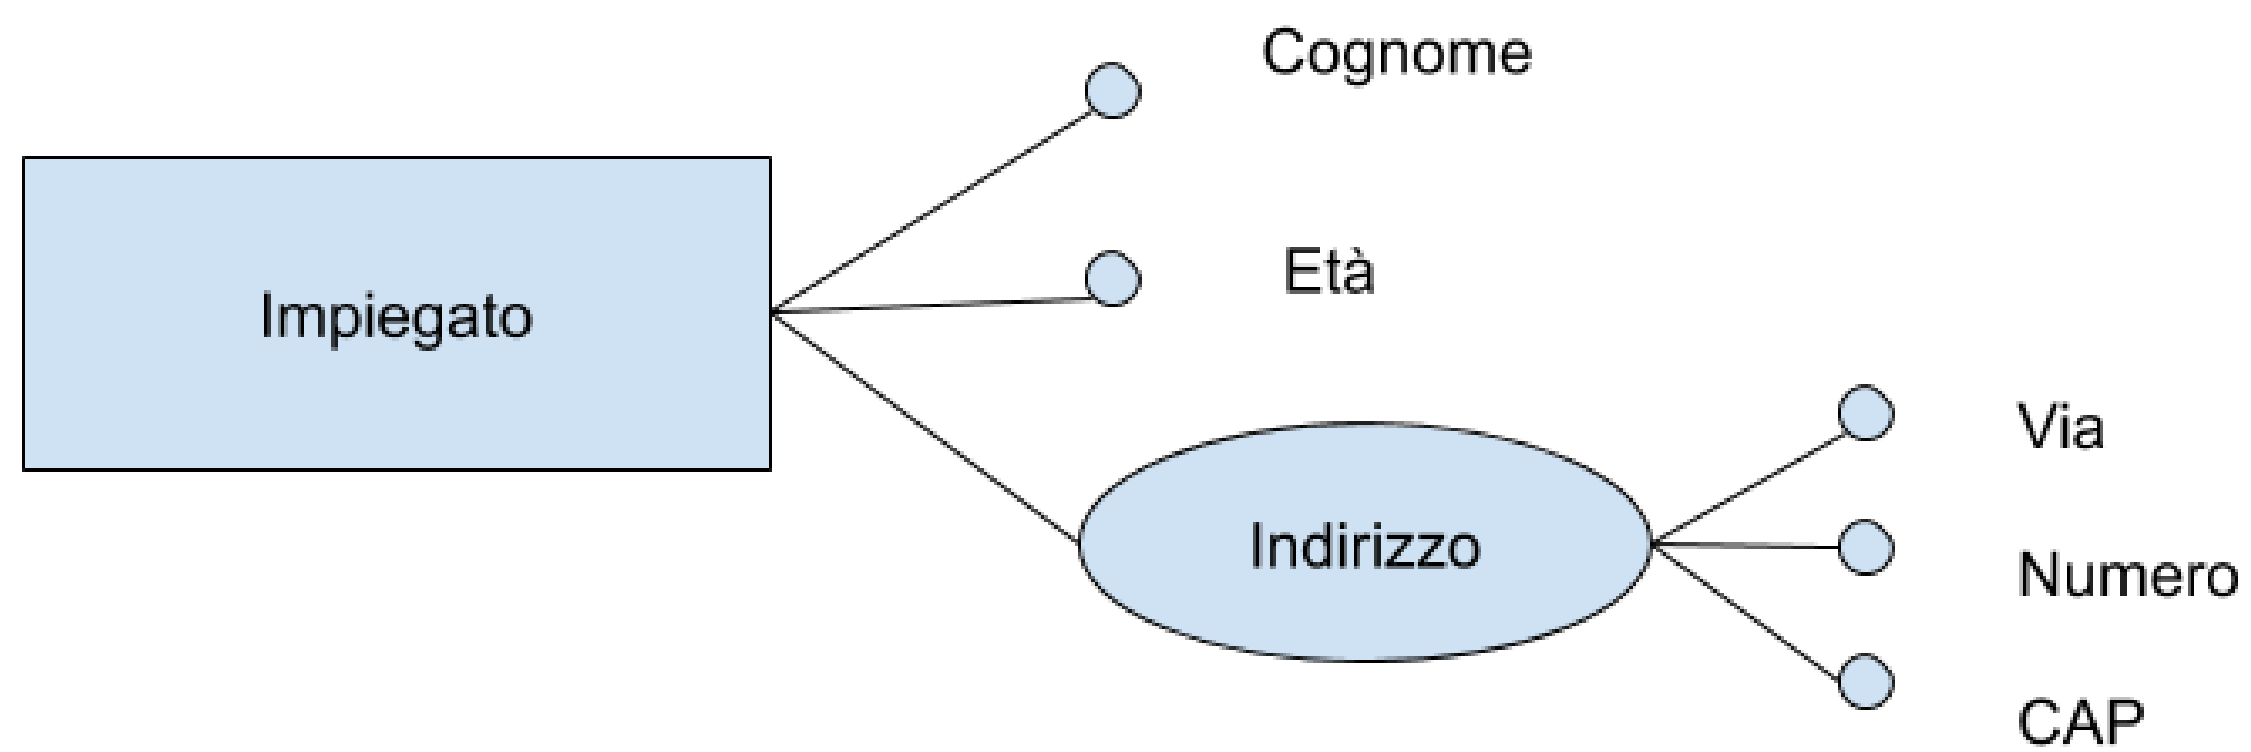 Cognome
Impiegato
Età
Indirizzo
Via
Numero
CAP